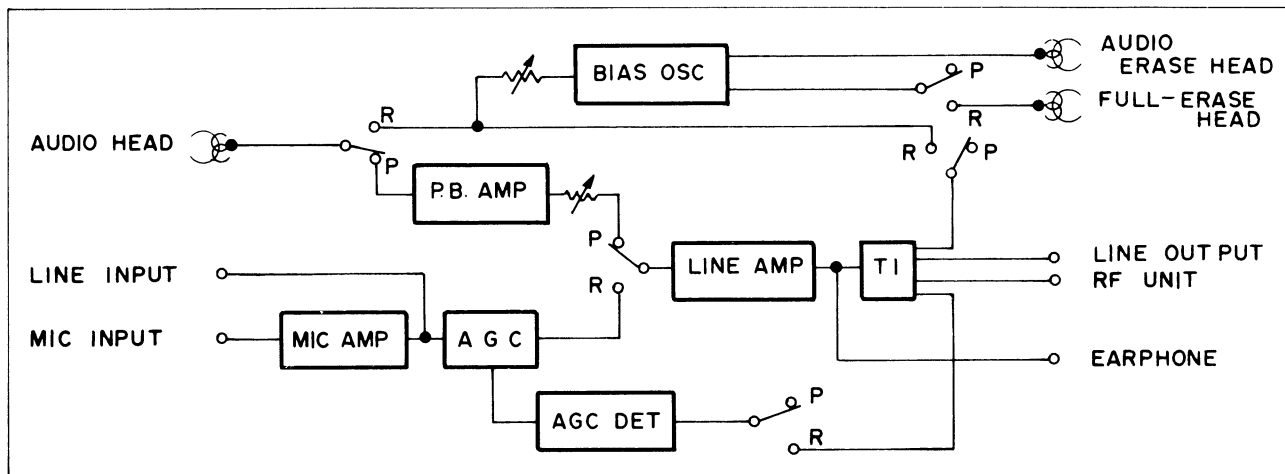 AUDIO
ERASE HEAD
BIAS OSC
P
FULL-ERASE
HEAD
R
R
AUDIO HEAD
P
R
P
P.B. AMP
P
LINE INPUT
LINE AMP
T1
LINE OUTPUT
R
RF UNIT
MIC INPUT
MIC AMP
AGC
EARPHONE
AGC DET
P
R